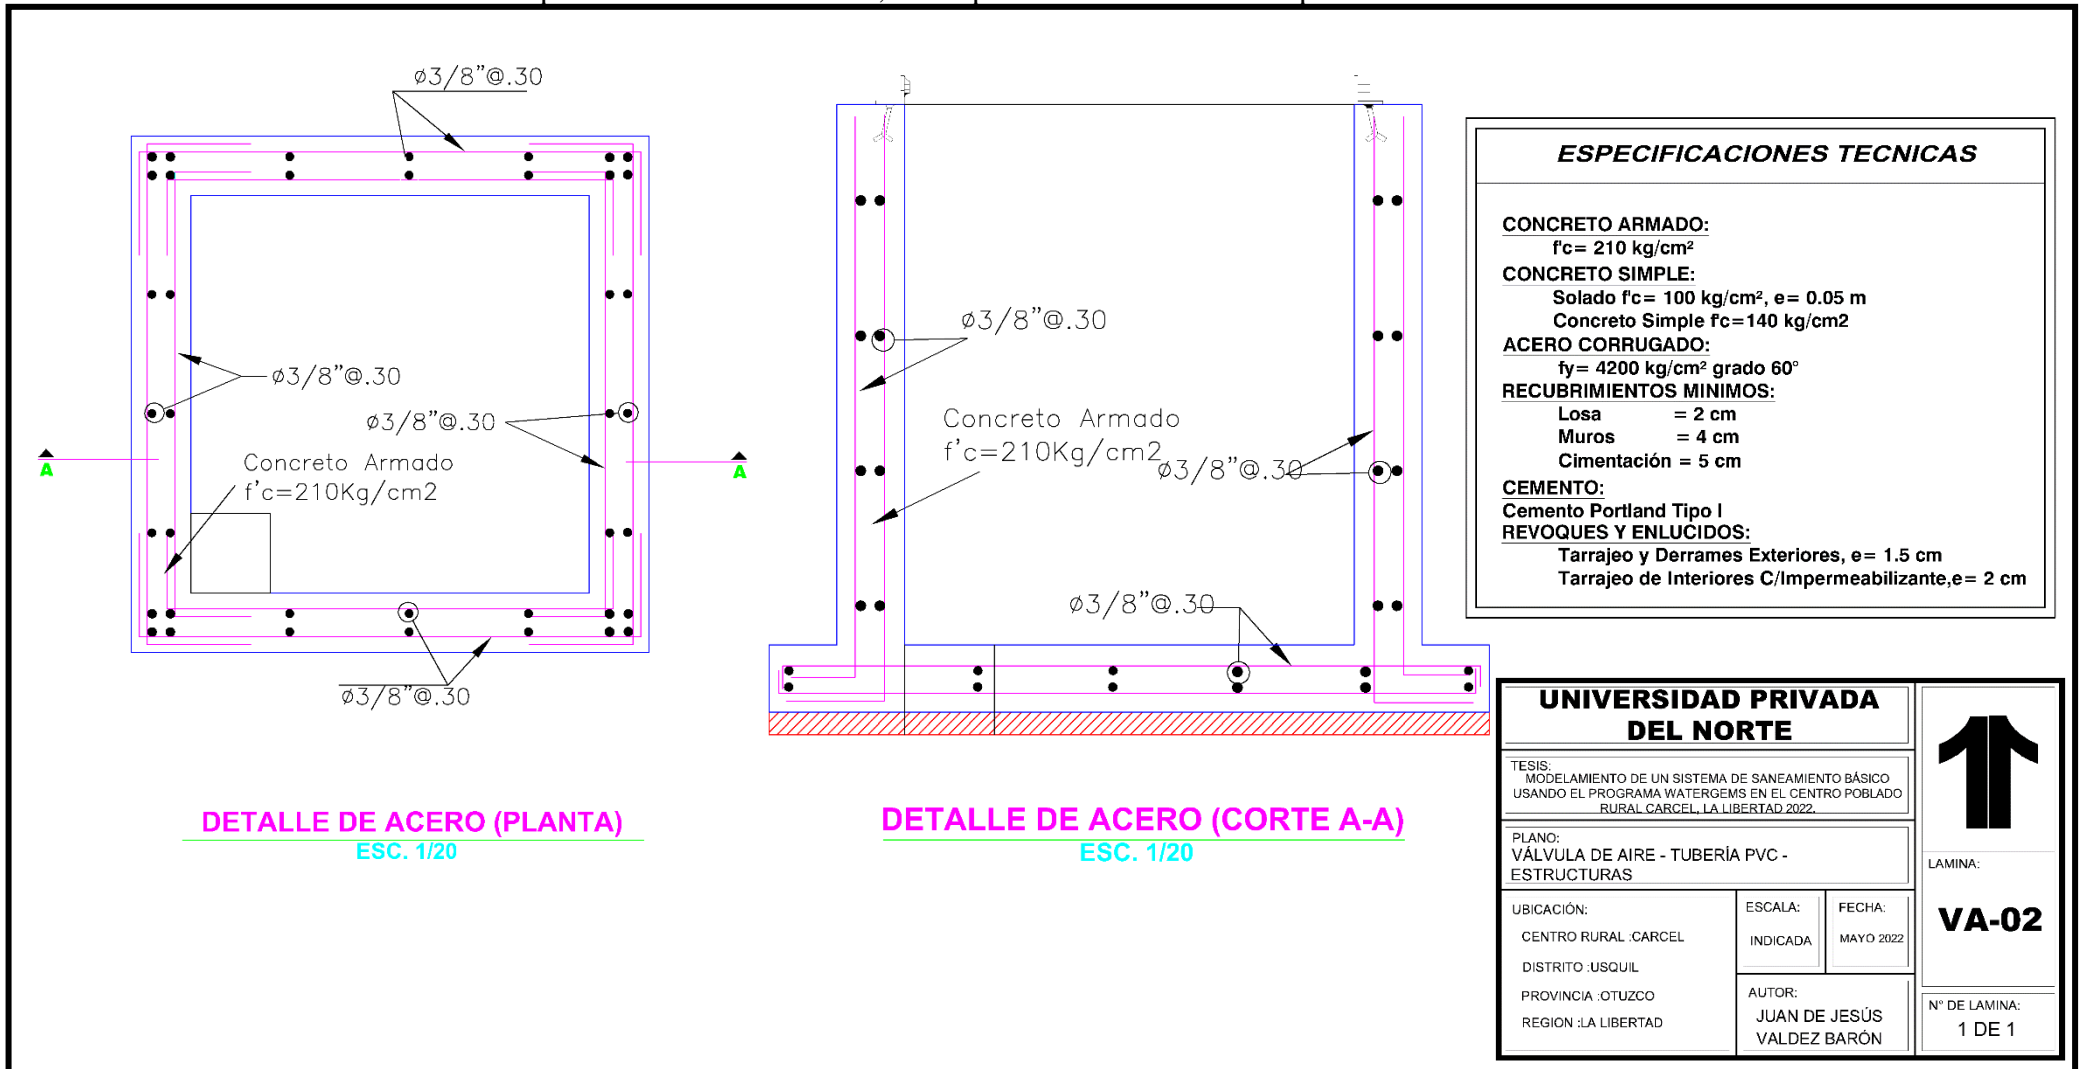 ø3/8"@.30
ø3/8"@.30
ø3/8"@.30
Concreto Armado
f'c=210Kg/cm2
A
A
ø3/8"@.30
DETALLE DE ACERO (PLANTA)
ESC. 1/20
ø3/8"@.30
Concreto Armado
f'c=210Kg/cm2
ø3/8"@.30
ø3/8"@.30
DETALLE DE ACERO (CORTE A-A)
ESC. 1/20
ESPECIFICACIONES TECNICAS
CONCRETO ARMADO:
f'c= 210 kg/cm²
CONCRETO SIMPLE:
Solado f'c= 100 kg/cm², e= 0.05 m
Concreto Simple f'c=140 kg/cm2
ACERO CORRUGADO:
fy= 4200 kg/cm² grado 60°
RECUBRIMIENTOS MINIMOS:
Losa = 2 cm
Muros = 4 cm
Cimentación = 5 cm
CEMENTO:
Cemento Portland Tipo I
REVOQUES Y ENLUCIDOS:
Tarrajeo y Derrames Exteriores, e= 1.5 cm
Tarrajeo de Interiores C/Impermeabilizante,e= 2 cm
UNIVERSIDAD PRIVADA
DEL NORTE
TESIS:
MODELAMIENTO DE UN SISTEMA DE SANEAMIENTO BÁSICO
USANDO EL PROGRAMA WATERGEMS EN EL CENTRO POBLADO
RURAL CARCEL, LA LIBERTAD 2022.
PLANO:
VÁLVULA DE AIRE - TUBERÍA PVC -
ESTRUCTURAS
UBICACIÓN:
CENTRO RURAL :CARCEL
DISTRITO :USQUIL
PROVINCIA :OTUZCO
REGION :LA LIBERTAD
ESCALA:
INDICADA
FECHA:
MAYO 2022
AUTOR:
JUAN DE JESÚS
VALDEZ BARÓN
LAMINA:
VA-02
N° DE LAMINA:
1 DE 1